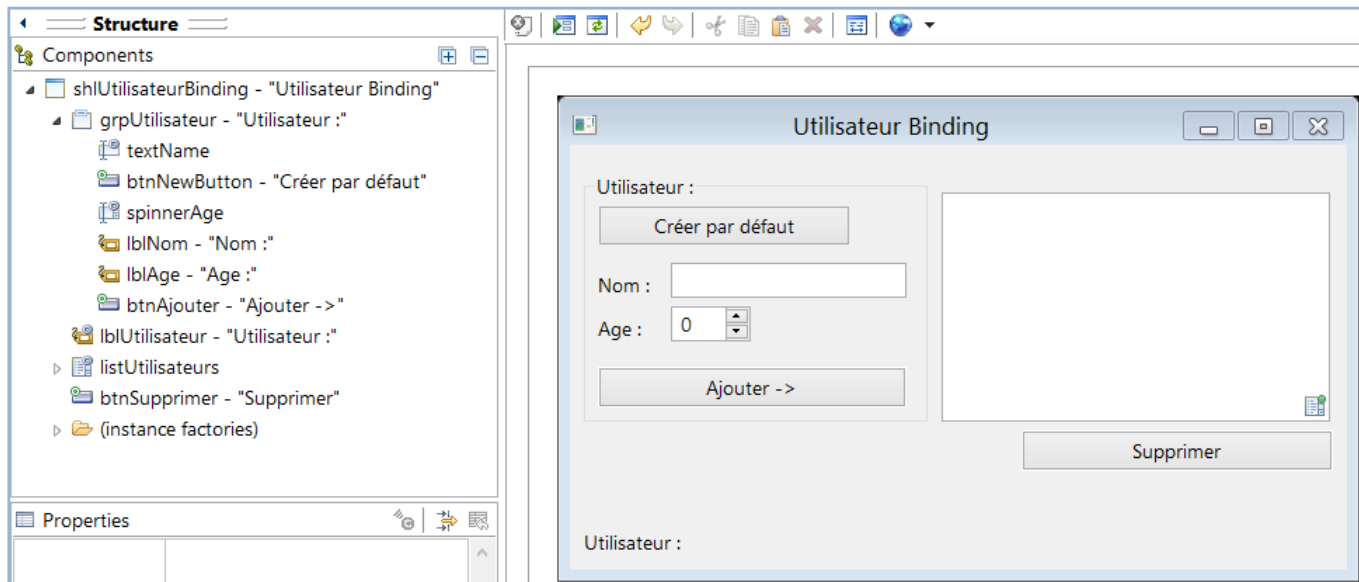 Structure
Components
shlUtilisateurBinding - "Utilisateur Binding"
grpUtilisateur - "Utilisateur :"
textName
btnNewButton - "Créer par défaut"
spinnerAge
lblNom - "Nom :"
lblAge - "Age :"
btnAjouter - "Ajouter ->"
lblUtilisateur - "Utilisateur :"
listUtilisateurs
btnSupprimer - "Supprimer"
(instance factories)
Properties
Utilisateur Binding
Utilisateur :
Créer par défaut
Nom :
Age :
0
Ajouter ->
Supprimer
Utilisateur :